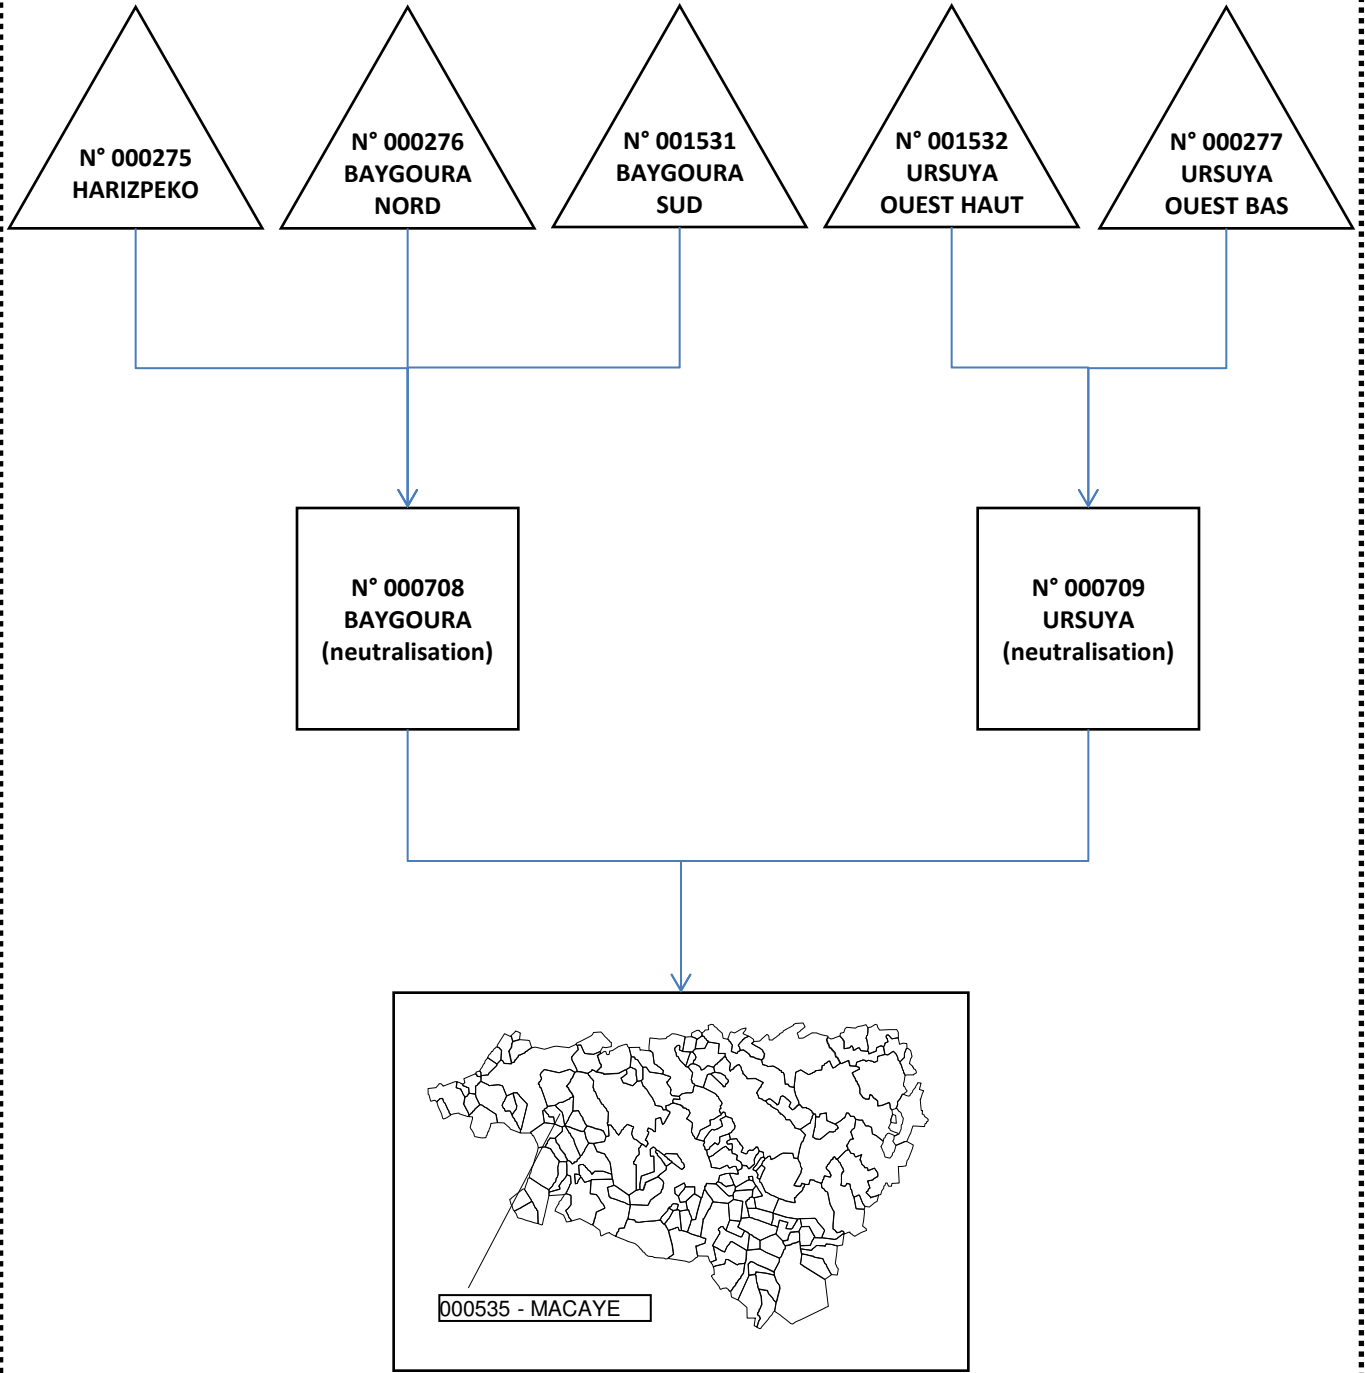 N° 000275
HARIZPEKO
N° 000276
BAYGOURA
NORD
N° 001531
BAYGOURA
SUD
N° 001532
URSUYA
OUEST HAUT
N° 000277
URSUYA
OUEST BAS
N° 000708
BAYGOURA
(neutralisation)
N° 000709
URSUYA
(neutralisation)
000535 - MACAYE